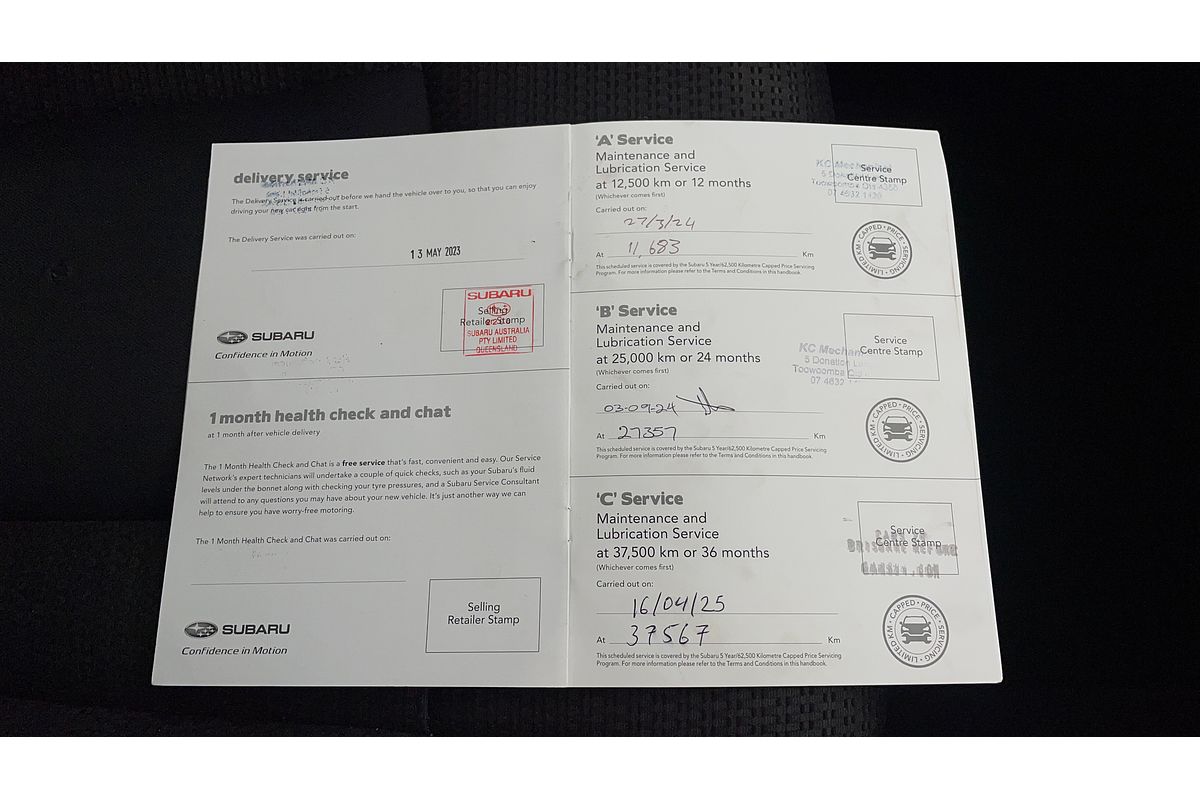 delivery service
The Delivery Service is carried out before we hand the vehicle over to you, so that you can enjoy
driving your new car right from the start.
The Delivery Service was carried out on:
13 MAY 2023
SUBARU
Selling
Retailer Stamp
SUBARU AUSTRALIA
PTY LIMITED
QUEENSLAND
SUBARU
Confidence in Motion
1 month health check and chat
at 1 month after vehicle delivery
The 1 Month Health Check and Chat is a free service that's fast, convenient and easy. Our Service
Network's expert technicians will undertake a couple of quick checks, such as your Subaru's fluid
levels under the bonnet along with checking your tyre pressures, and a Subaru Service Consultant
will attend to any questions you may have about your new vehicle. It's just another way we can
help to ensure you have worry-free motoring.
The 1 Month Health Check and Chat was carried out on:
Selling
Retailer Stamp
SUBARU
Confidence in Motion
'A' Service
Maintenance and
Lubrication Service
at 12,500 km or 12 months
(Whichever comes first)
Carried out on:
27/3/24
At 11,683 Km
This scheduled service is covered by the Subaru 5 Year/62,500 Kilometre Capped Price Servicing
Program. For more information please refer to the Terms and Conditions in this handbook.
KC Mechanical
Service
Centre Stamp
Toowoomba Qld 4350
07 4632
LIMITED KM • CAPPED • PRICE • SERVICING
'B' Service
Maintenance and
Lubrication Service
at 25,000 km or 24 months
(Whichever comes first)
Carried out on:
03-09-24
At 27357 Km
This scheduled service is covered by the Subaru 5 Year/62,500 Kilometre Capped Price Servicing
Program. For more information please refer to the Terms and Conditions in this handbook.
Service
Centre Stamp
KC
5 Donation
Toowoomba
07 4632
LIMITED KM • CAPPED • PRICE • SERVICING
'C' Service
Maintenance and
Lubrication Service
at 37,500 km or 36 months
(Whichever comes first)
Carried out on:
16/04/25
At 37567 Km
This scheduled service is covered by the Subaru 5 Year/62,500 Kilometre Capped Price Servicing
Program. For more information please refer to the Terms and Conditions in this handbook.
Service
Centre Stamp
BRISBANE
LIMITED KM • CAPPED • PRICE • SERVICING